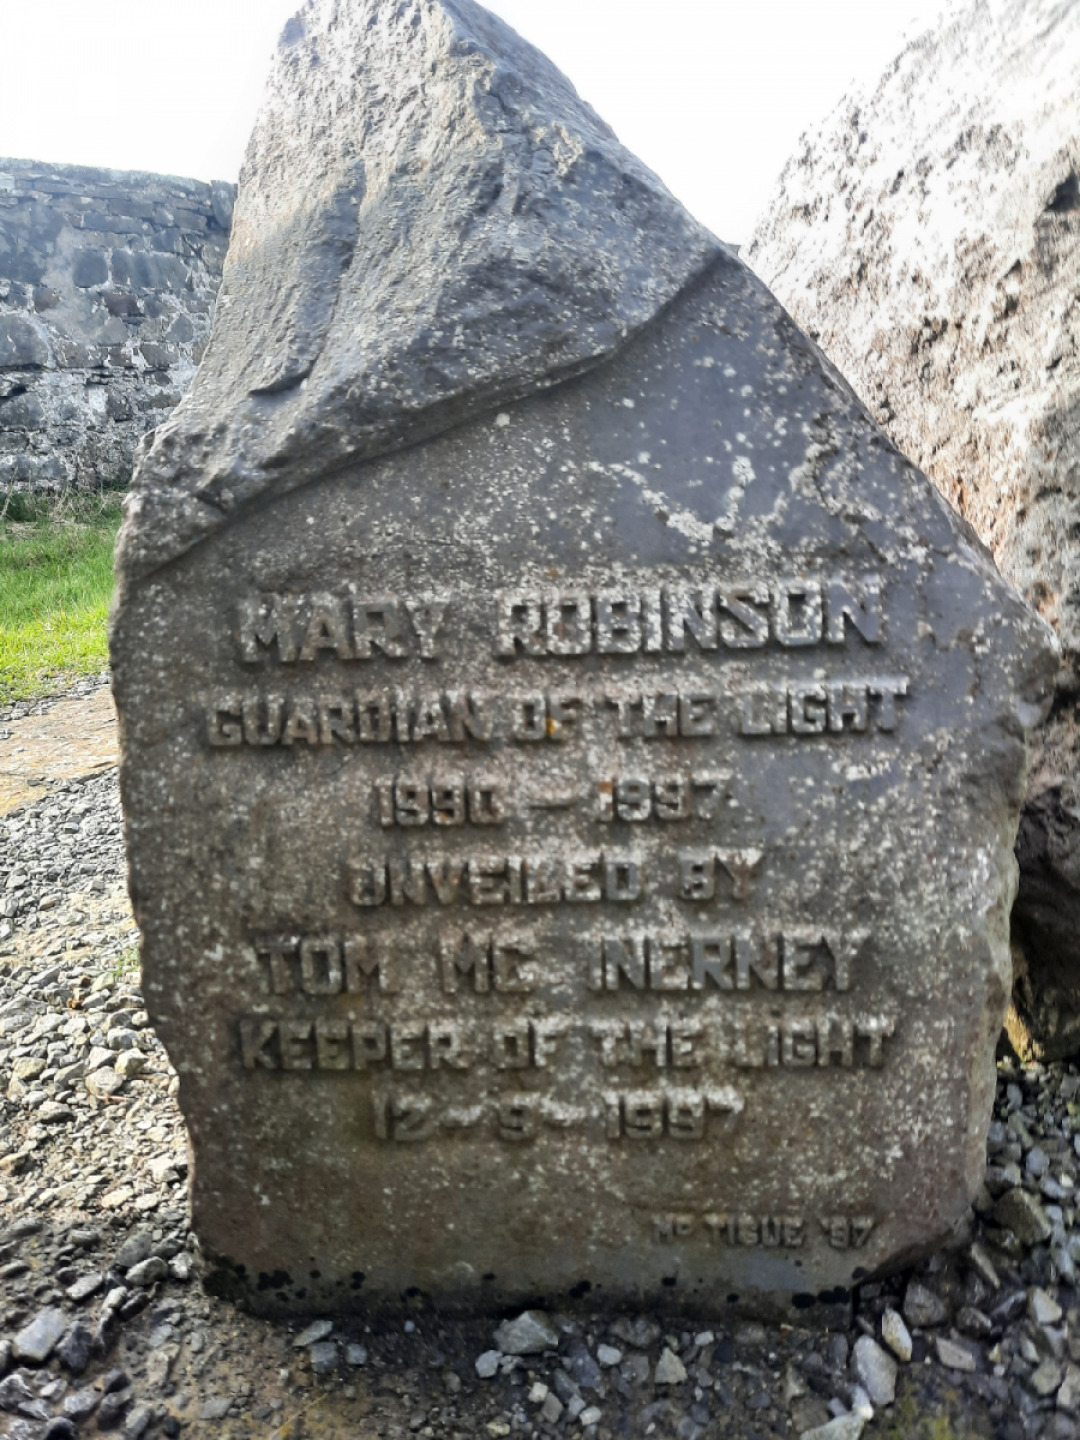 MARY ROBINSON
GUARDIAN OF THE LIGHT
1990 - 1997
UNVEILED BY
TOM MC INERNEY
KEEPER OF THE LIGHT
12-9-1997
MC TIGUE '97